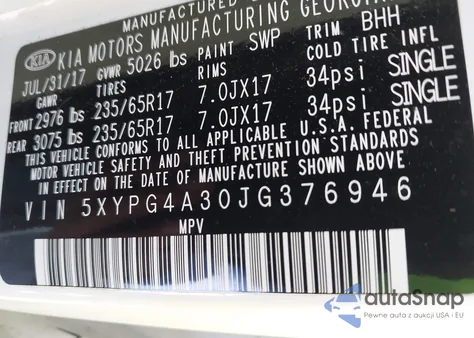 MANUFACTURED
KIA KIA MOTORS MANUFACTURING GEORGIA
JUL/31/17 GVWR 5026 lbs PAINT SWP TRIM BHH
GAWR TIRES RIMS COLD TIRE INFL
FRONT 2976 lbs 235/65R17 7.0JX17 34psi SINGLE
REAR 3075 lbs 235/65R17 7.0JX17 34psi SINGLE
THIS VEHICLE CONFORMS TO ALL APPLICABLE U.S.A. FEDERAL
MOTOR VEHICLE SAFETY AND THEFT PREVENTION STANDARDS
IN EFFECT ON THE DATE OF MANUFACTURE SHOWN ABOVE
VIN 5XYPG4A30JG376946
MPV
autoSnap
Pewne auta z aukcji USA i EU